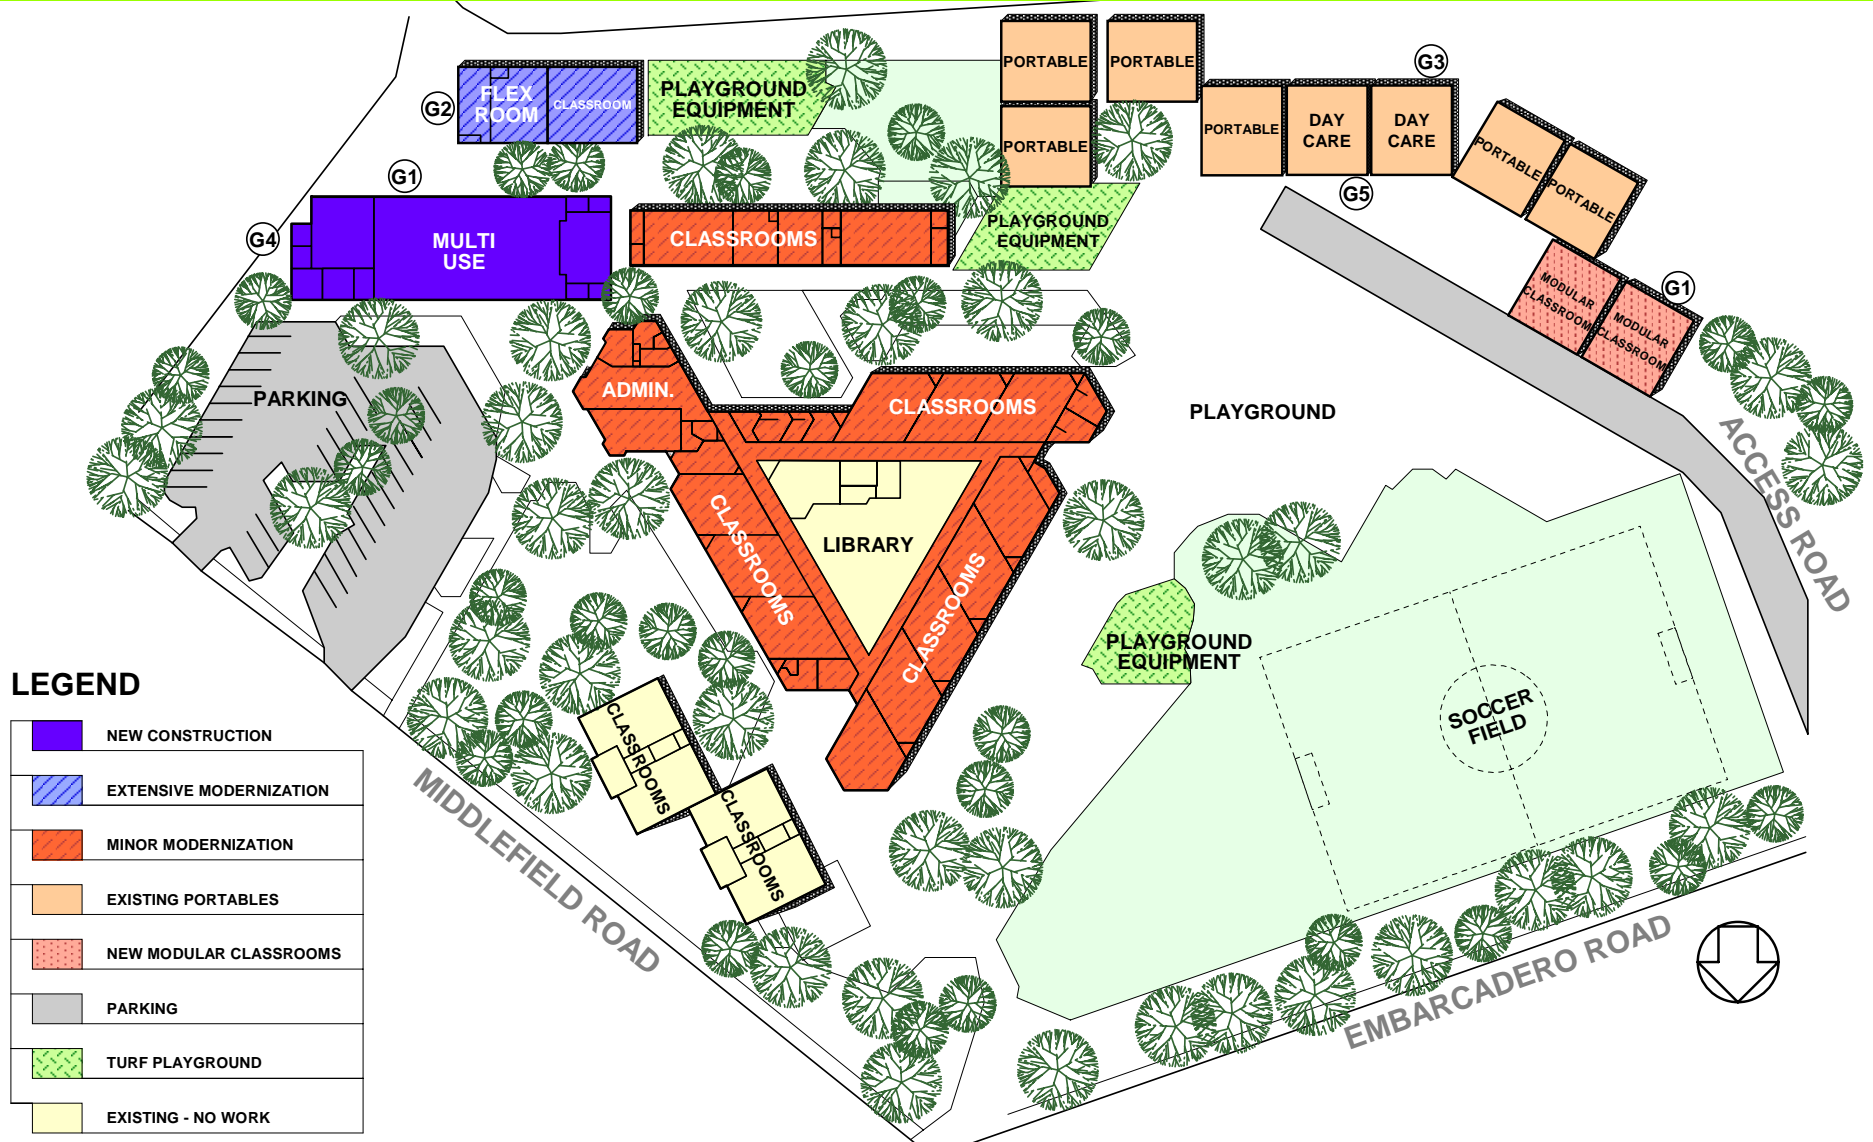 PORTABLE
PORTABLE
G3
FLEX
ROOM
CLASSROOM
G2
PLAYGROUND
EQUIPMENT
PORTABLE
PORTABLE
DAY
CARE
DAY
CARE
PORTABLE
PORTABLE
G1
G5
G4
MULTI
USE
CLASSROOMS
PLAYGROUND
EQUIPMENT
MODULAR
CLASSROOM
G1
MODULAR
CLASSROOM
PARKING
ADMIN.
CLASSROOMS
PLAYGROUND
ACCESS ROAD
CLASSROOMS
LIBRARY
CLASSROOMS
PLAYGROUND
EQUIPMENT
SOCCER
FIELD
CLASSROOMS
CLASSROOMS
MIDDLEFIELD ROAD
EMBARCADERO ROAD
LEGEND
NEW CONSTRUCTION
EXTENSIVE MODERNIZATION
MINOR MODERNIZATION
EXISTING PORTABLES
NEW MODULAR CLASSROOMS
PARKING
TURF PLAYGROUND
EXISTING - NO WORK